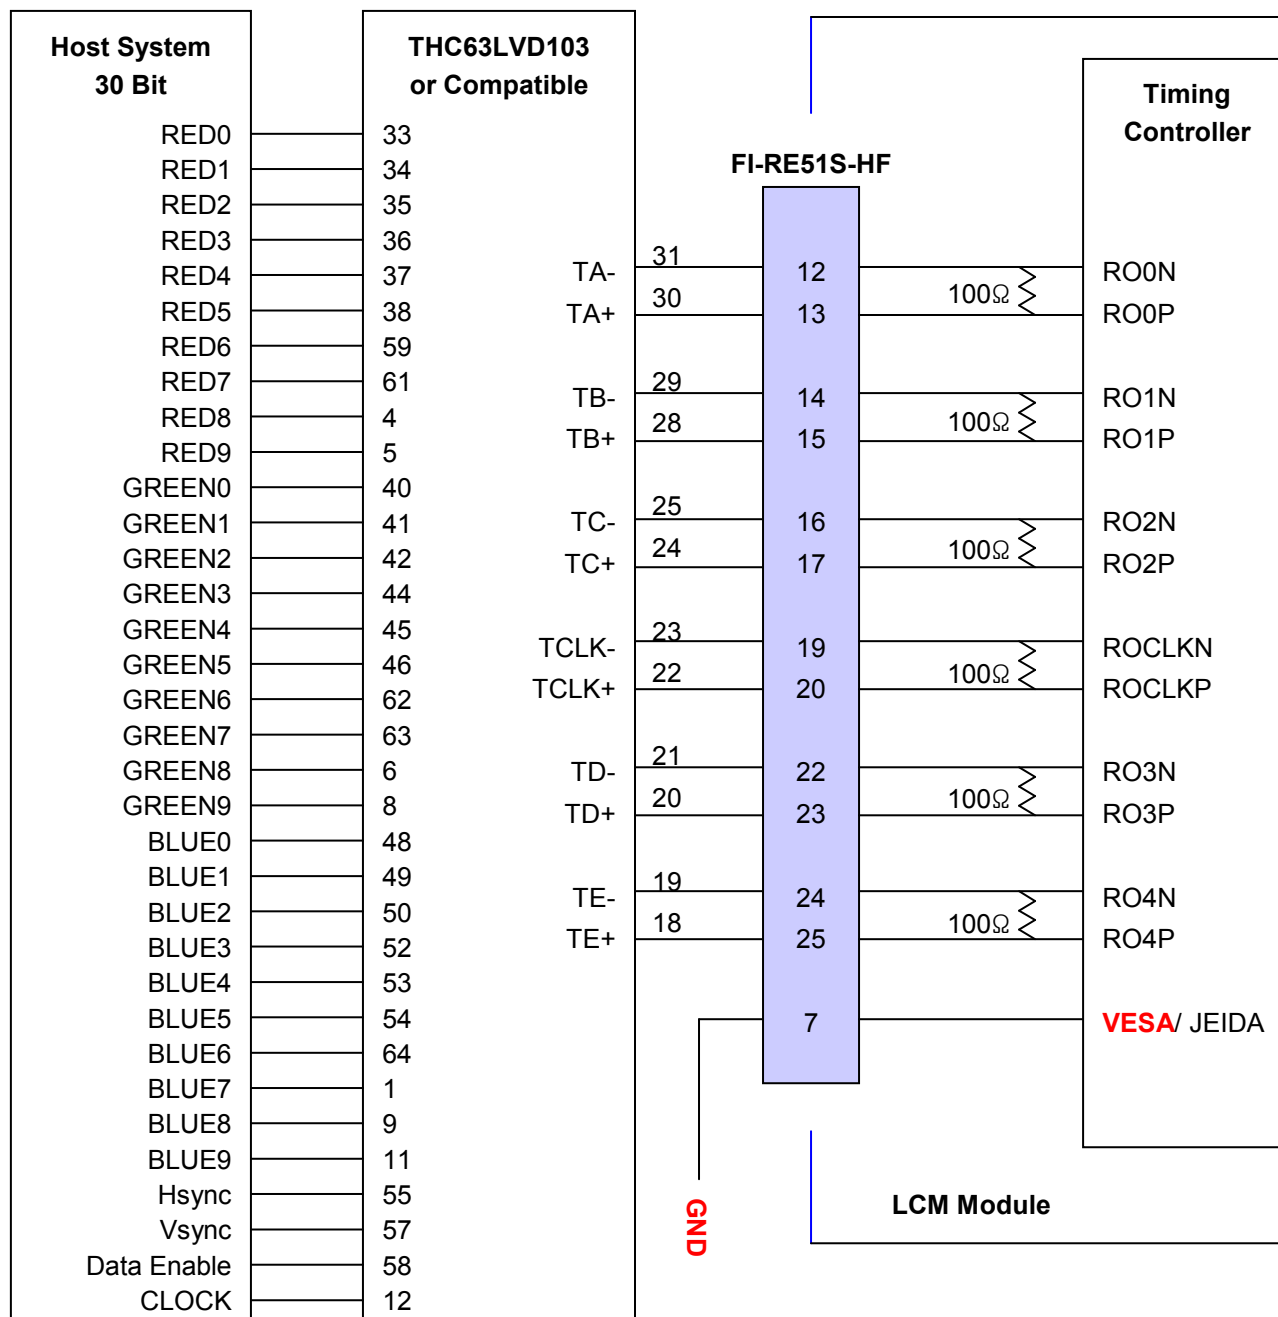 Host System
30 Bit
RED0
RED1
RED2
RED3
RED4
RED5
RED6
RED7
RED8
RED9
GREEN0
GREEN1
GREEN2
GREEN3
GREEN4
GREEN5
GREEN6
GREEN7
GREEN8
GREEN9
BLUE0
BLUE1
BLUE2
BLUE3
BLUE4
BLUE5
BLUE6
BLUE7
BLUE8
BLUE9
Hsync
Vsync
Data Enable
CLOCK
THC63LVD103
or Compatible
33
34
35
36
37
38
59
61
4
5
40
41
42
44
45
46
62
63
6
8
48
49
50
52
53
54
64
1
9
11
55
57
58
12
TA-
TA+
TB-
TB+
TC-
TC+
TCLK-
TCLK+
TD-
TD+
TE-
TE+
31
30
29
28
25
24
23
22
21
20
19
18
GND
FI-RE51S-HF
12
13
14
15
16
17
19
20
22
23
24
25
7
100Ω
100Ω
100Ω
100Ω
100Ω
100Ω
Timing
Controller
RO0N
RO0P
RO1N
RO1P
RO2N
RO2P
ROCLKN
ROCLKP
RO3N
RO3P
RO4N
RO4P
VESA/ JEIDA
LCM Module